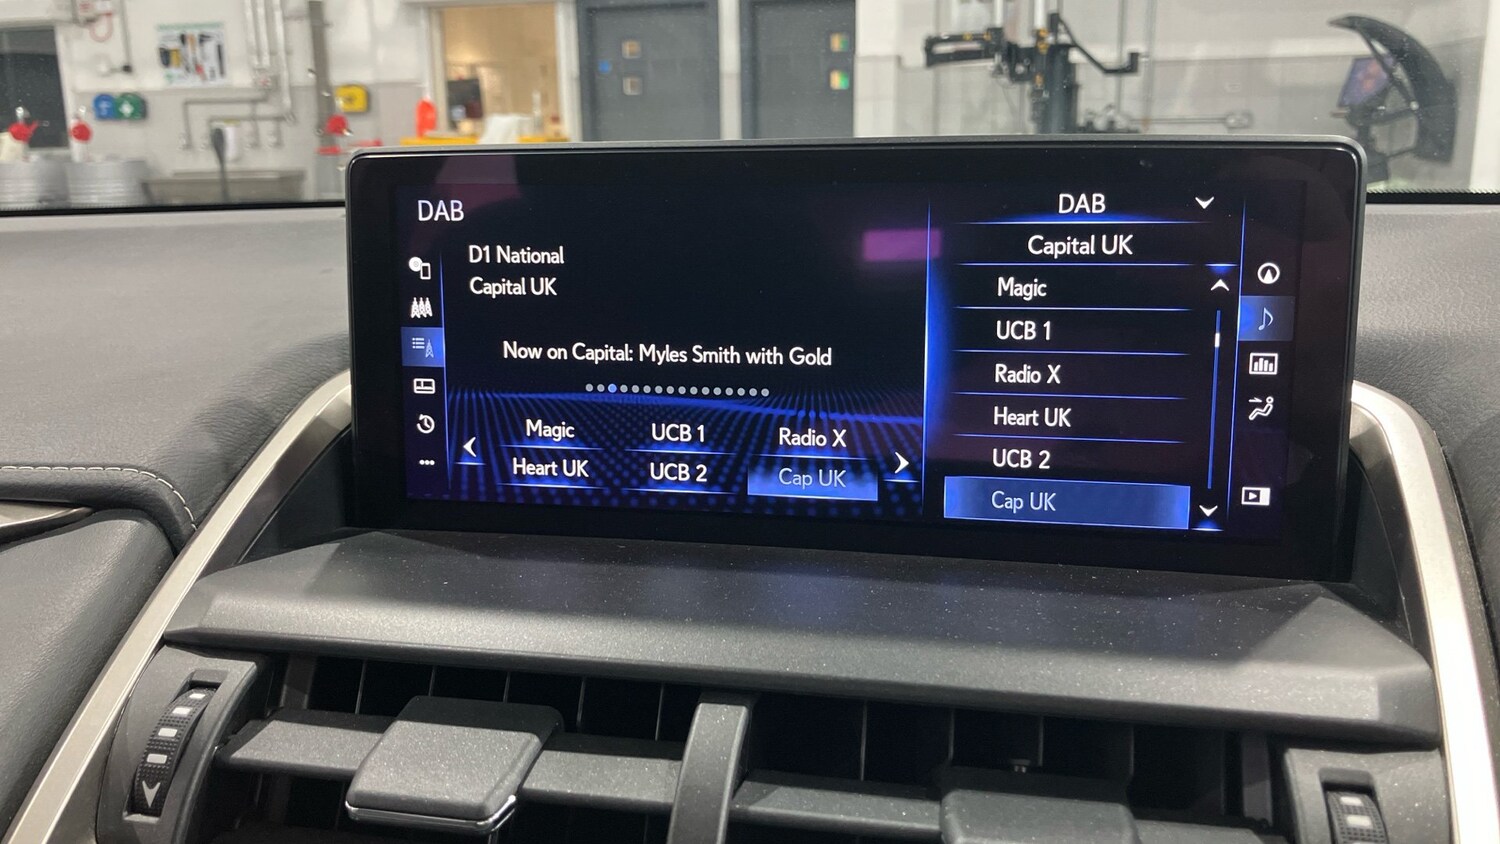 DAB
D1 National
Capital UK
Now on Capital: Myles Smith with Gold
Magic
UCB 1
Radio X
Heart UK
UCB 2
Cap UK
DAB
Capital UK
Magic
UCB 1
Radio X
Heart UK
UCB 2
Cap UK